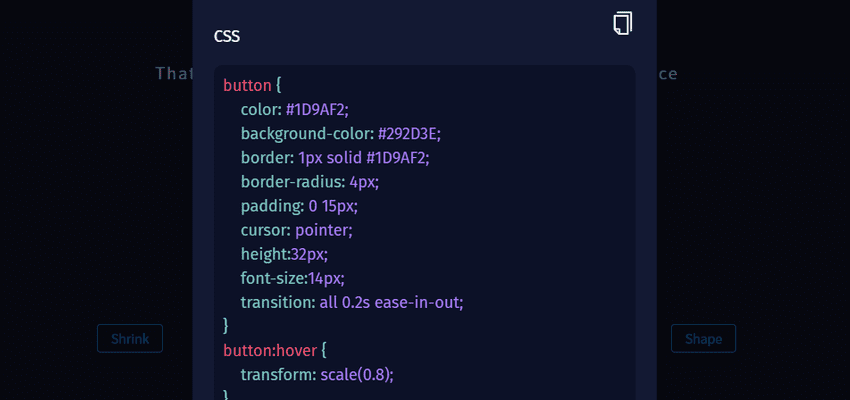 CSS
That
ce
button {
color: #1D9AF2;
background-color: #292D3E;
border: 1px solid #1D9AF2;
border-radius: 4px;
padding: 0 15px;
cursor: pointer;
height:32px;
font-size:14px;
transition: all 0.2s ease-in-out;
}
button:hover {
transform: scale(0.8);
}
Shrink
Shape